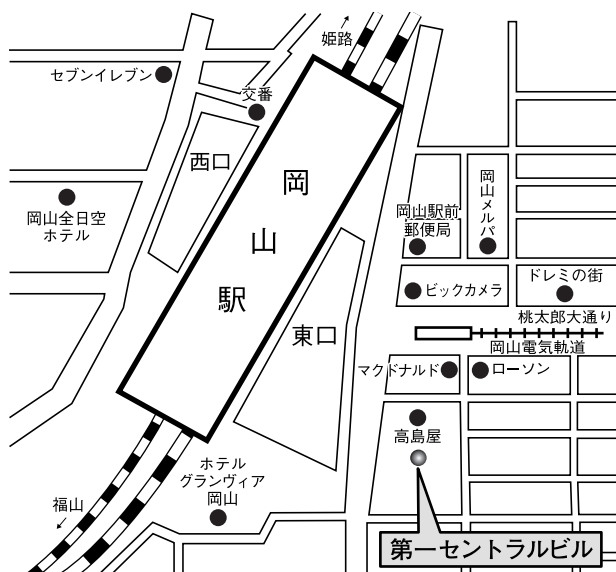 姫路
セブンイレブン
交番
西口
岡山駅
岡山全日空
ホテル
岡山駅前
郵便局
岡山メルパ
ビックカメラ
ドレミの街
桃太郎大通り
岡山電気軌道
東口
マクドナルド
ローソン
高島屋
ホテル
グランヴィア
岡山
福山
第一セントラルビル